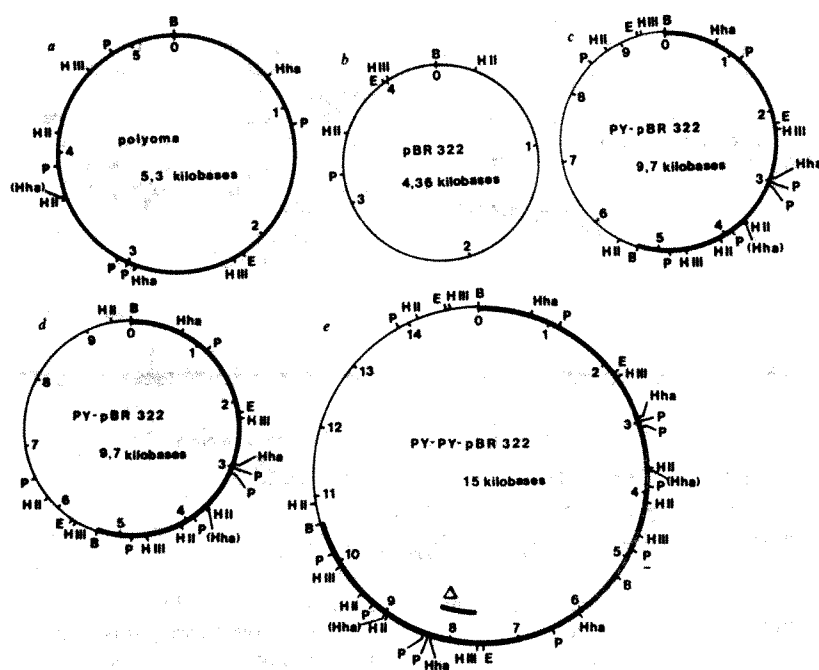 a
B
0
Hha
1
P
2
E
HIII
3
Hha
P
P
HII
(Hha)
P
4
HII
HIII
P
5
polyoma
5,3 kilobases
b
B
0
HII
1
2
3
P
HII
E
HIII
4
pBR 322
4,36 kilobases
c
B
0
Hha
1
P
2
E
HIII
3
Hha
P
P
HII
(Hha)
P
4
HII
HIII
P
5
B
HII
6
7
8
P
HII
9
E
HIII
PY-pBR 322
9,7 kilobases
d
B
0
Hha
1
P
2
E
HIII
3
Hha
P
P
HII
(Hha)
P
4
HII
HIII
P
5
B
HIII
E
6
HII
P
7
8
9
HII
PY-pBR 322
9,7 kilobases
e
B
0
Hha
1
P
2
E
HIII
3
Hha
P
P
HII
(Hha)
P
4
HII
HIII
5
P
B
6
Hha
P
7
E
HIII
8
Hha
P
P
Δ
9
HII
(Hha)
P
HII
HIII
10
P
B
HII
11
12
13
P
HII
14
E
HIII
PY-PY-pBR 322
15 kilobases